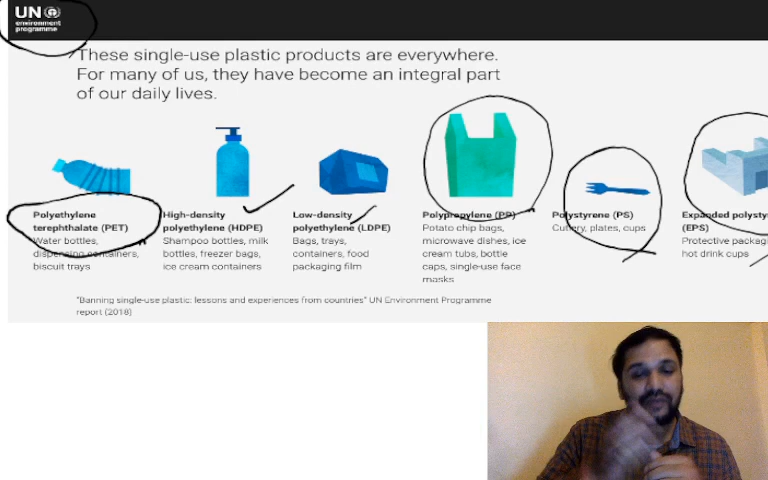 UN
environment
programme
These single-use plastic products are everywhere.
For many of us, they have become an integral part
of our daily lives.
Polyethylene
terephthalate (PET)
Water bottles,
dispensing containers,
biscuit trays
High-density
polyethylene (HDPE)
Shampoo bottles, milk
bottles, freezer bags,
ice cream containers
Low-density
polyethylene (LDPE)
Bags, trays,
containers, food
packaging film
Polypropylene (PP)
Potato chip bags,
microwave dishes, ice
cream tubs, bottle
caps, single-use face
masks
Polystyrene (PS)
Cutlery, plates, cups
Expanded polysty
(EPS)
Protective packagi
hot drink cups
"Banning single-use plastic: lessons and experiences from countries" UN Environment Programme
report (2018)